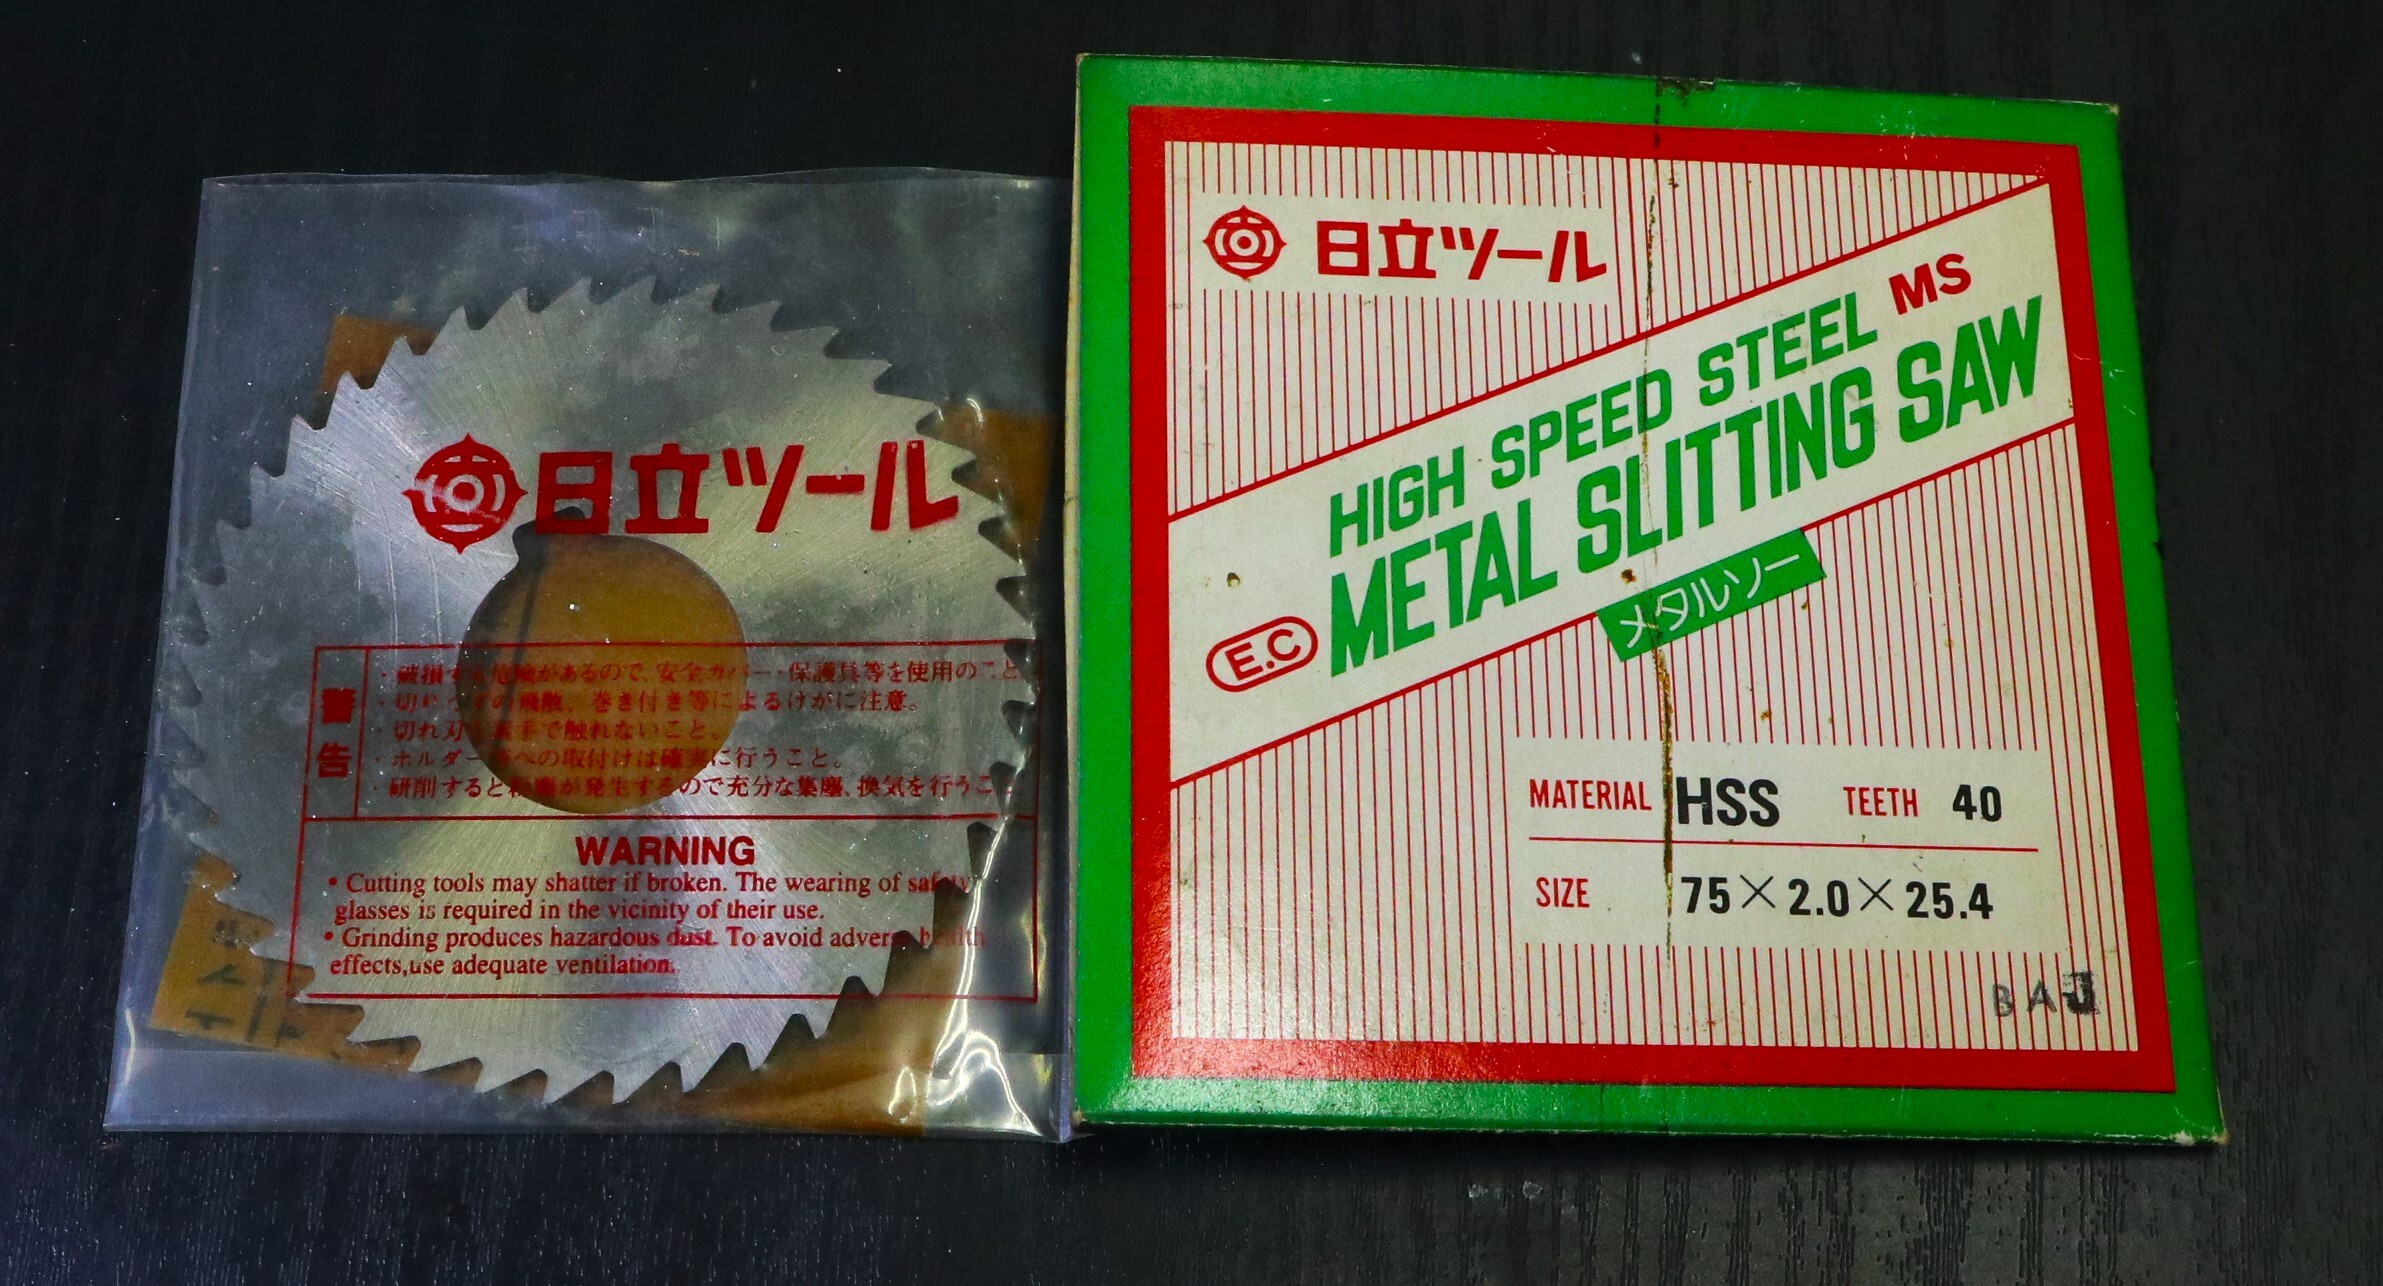 日立ツール
警告
・破損する危険があるので、安全カバー・保護具等を使用のこと。
・切りくずの飛散、巻き付き等によるけがに注意。
・切れ刃を素手で触れないこと。
・ホルダー等への取付けは確実に行うこと。
・研削すると粉塵が発生するので充分な集塵、換気を行うこと
WARNING
• Cutting tools may shatter if broken. The wearing of safety
glasses is required in the vicinity of their use.
• Grinding produces hazardous dust. To avoid adverse health
effects,use adequate ventilation.
日立ツール
HIGH SPEED STEEL MS
E.C METAL SLITTING SAW
メタルソー
MATERIAL HSS TEETH 40
SIZE 75×2.0×25.4
BAJ